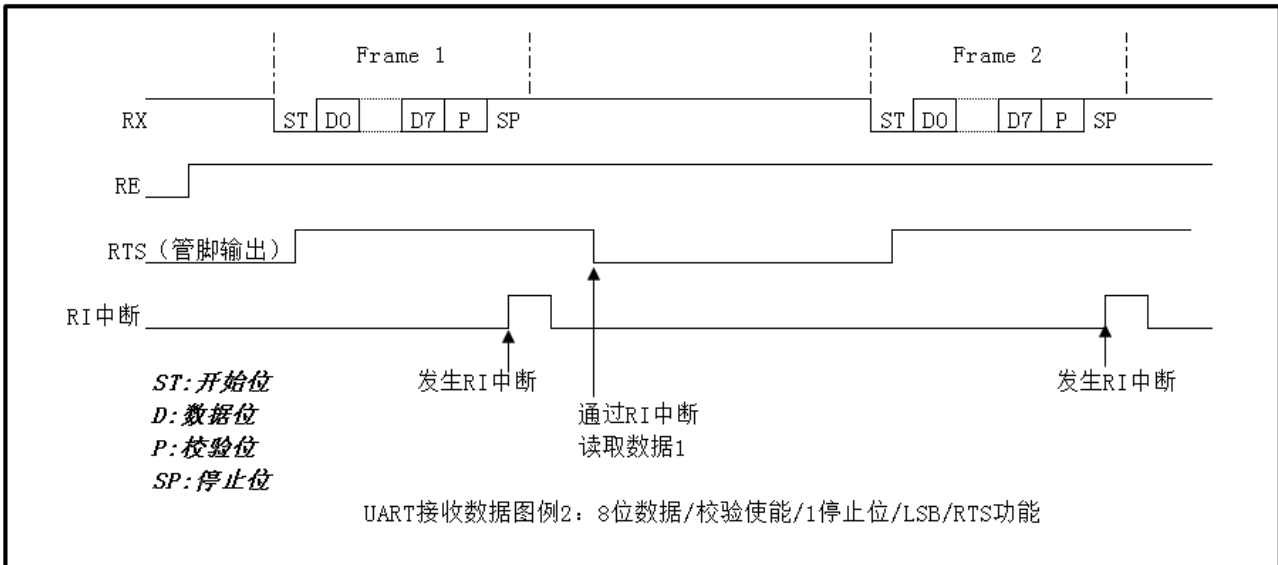 Frame 1 Frame 2
RX ST D0 D7 P SP ST D0 D7 P SP
RE
RTS（管脚输出）
RI中断
ST:开始位 发生RI中断 发生RI中断
D:数据位 通过RI中断
P:校验位 读取数据1
SP:停止位
UART接收数据图例2：8位数据/校验使能/1停止位/LSB/RTS功能